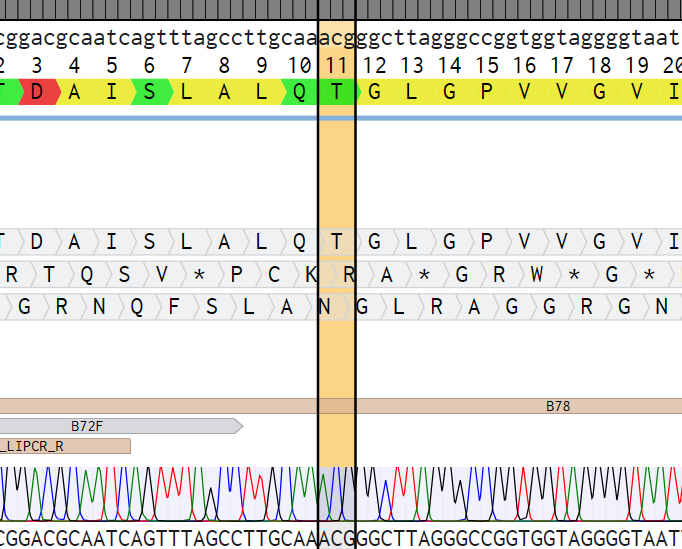 cggacgcaatcagtttagccttgcaaacgggcttagggccggtggtaggggtaat
2 3 4 5 6 7 8 9 10 11 12 13 14 15 16 17 18 19 20
T D A I S L A L Q T G L G P V V G V I
T D A I S L A L Q T G L G P V V G V I
R T Q S V * P C K R A * G R W * G *
G R N Q F S L A N G L R A G G R G N
B78
B72F
_LIPCR_R
CGGACGCAATCAGTTTAGCCTTGCAAACGGGCTTAGGGCCGGTGGTAGGGGTAAT